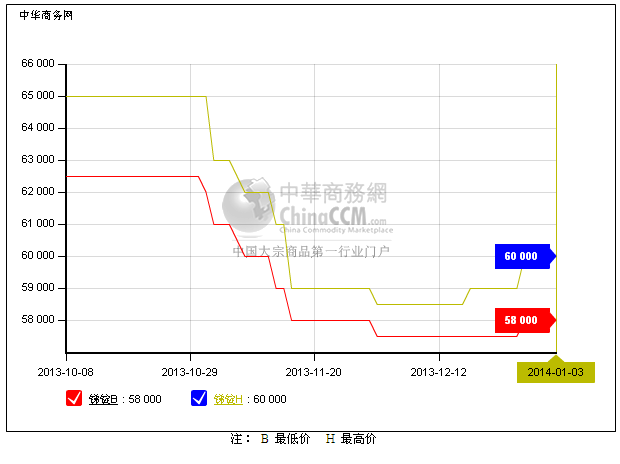 中华商务网
66 000
65 000
64 000
63 000
62 000
61 000
60 000
59 000
58 000
中華商務網
ChinaCCM.com
China Commodity Marketplace
中国大宗商品第一行业门户
60 000
58 000
2013-10-08 2013-10-29 2013-11-20 2013-12-12 2014-01-03
锑锭B : 58 000 锑锭H : 60 000
注： B 最低价 H 最高价